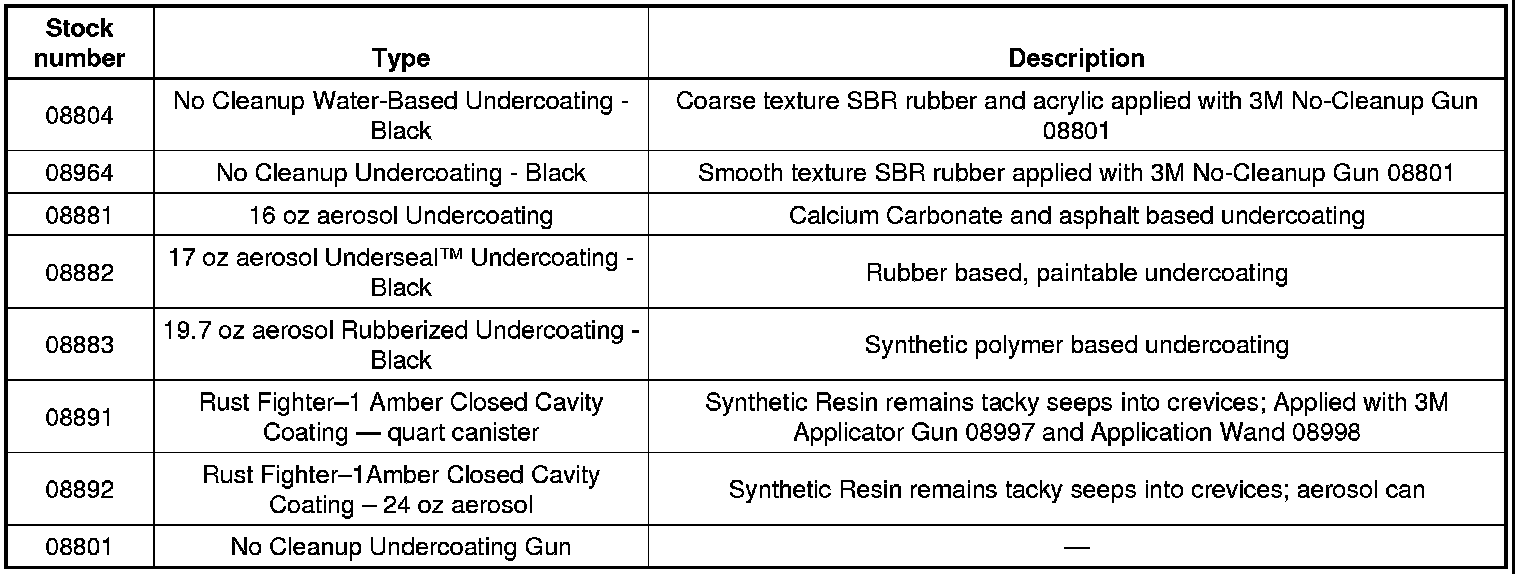 Stock
number
Type
Description
08804
No Cleanup Water-Based Undercoating -
Black
Coarse texture SBR rubber and acrylic applied with 3M No-Cleanup Gun
08801
08964
No Cleanup Undercoating - Black
Smooth texture SBR rubber applied with 3M No-Cleanup Gun 08801
08881
16 oz aerosol Undercoating
Calcium Carbonate and asphalt based undercoating
08882
17 oz aerosol Underseal™ Undercoating -
Black
Rubber based, paintable undercoating
08883
19.7 oz aerosol Rubberized Undercoating -
Black
Synthetic polymer based undercoating
08891
Rust Fighter–1 Amber Closed Cavity
Coating — quart canister
Synthetic Resin remains tacky seeps into crevices; Applied with 3M
Applicator Gun 08997 and Application Wand 08998
08892
Rust Fighter–1Amber Closed Cavity
Coating – 24 oz aerosol
Synthetic Resin remains tacky seeps into crevices; aerosol can
08801
No Cleanup Undercoating Gun
—